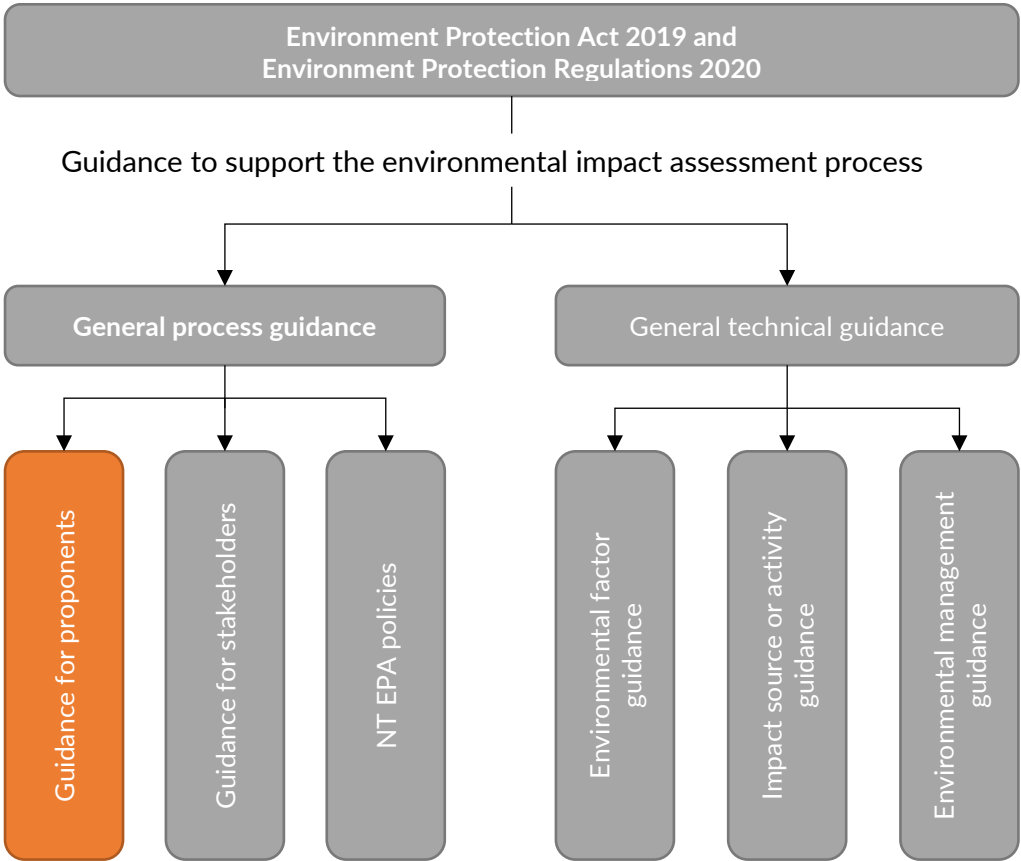 Environment Protection Act 2019 and
Environment Protection Regulations 2020
Guidance to support the environmental impact assessment process
General process guidance
General technical guidance
Guidance for proponents
Guidance for stakeholders
NT EPA policies
Environmental factor
guidance
Impact source or activity
guidance
Environmental management
guidance